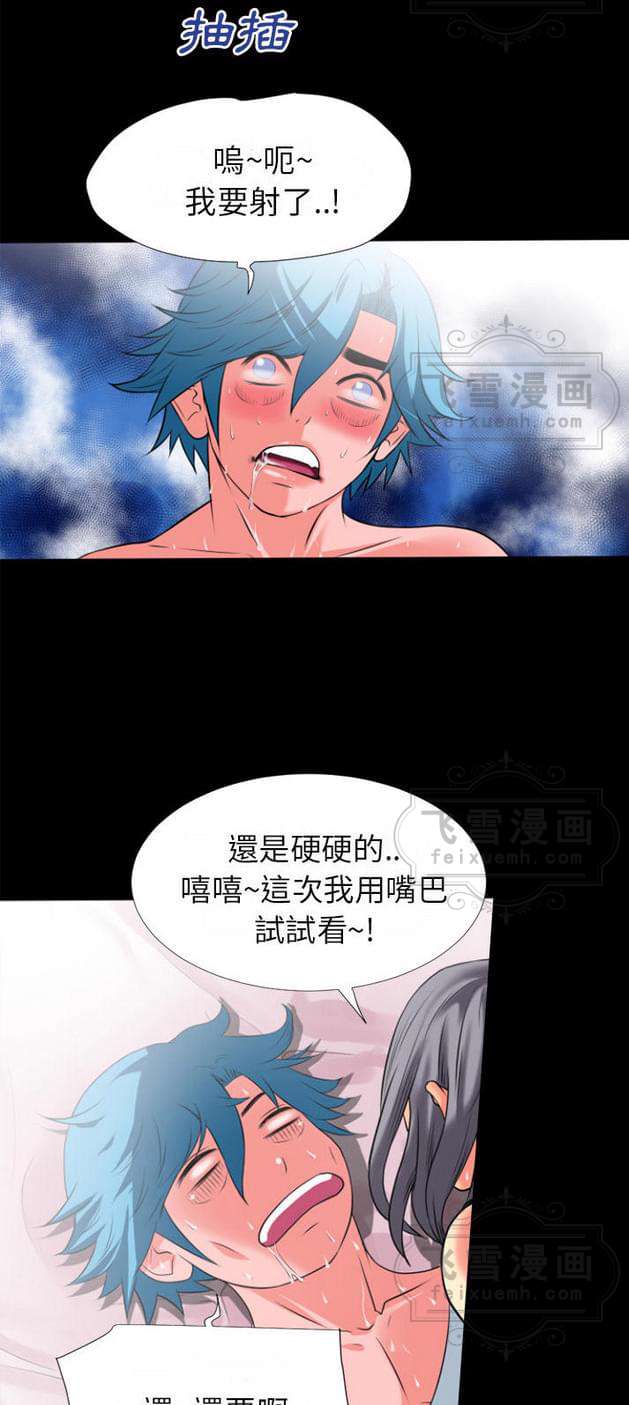 抽插
嗚~呃~
我要射了..!
飞雪漫画
feixuemh.com
飞雪漫画
feixuemh.com
還是硬硬的..
嘻嘻~這次我用嘴巴
試試看~!
飞雪漫画
feixuemh.com